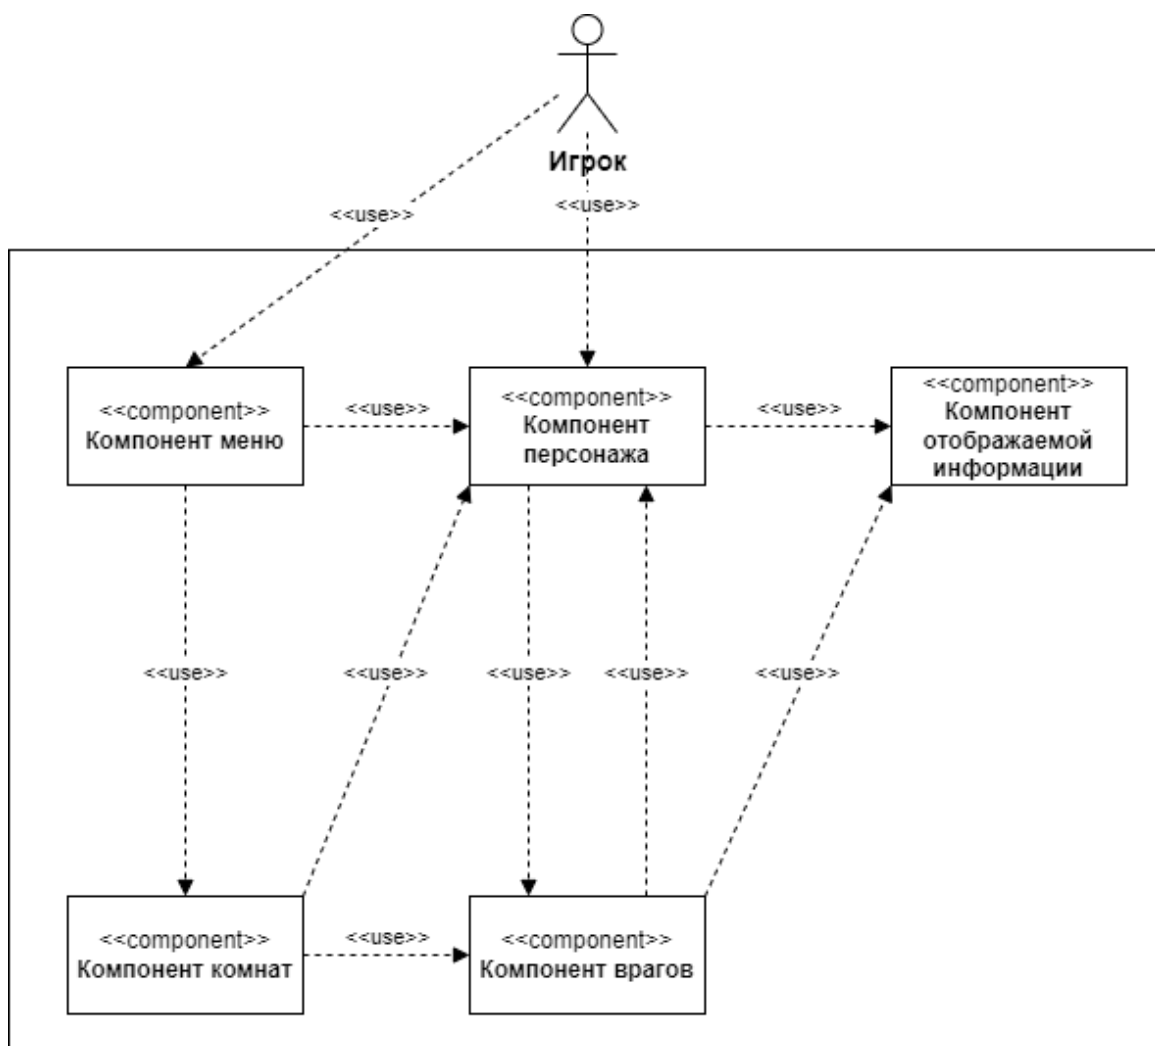 Игрок
<<use>>
<<use>>
<<component>>
Компонент меню
<<use>>
<<component>>
Компонент
персонажа
<<use>>
<<component>>
Компонент
отображаемой
информации
<<use>>
<<use>>
<<use>>
<<use>>
<<use>>
<<component>>
Компонент комнат
<<use>>
<<component>>
Компонент врагов